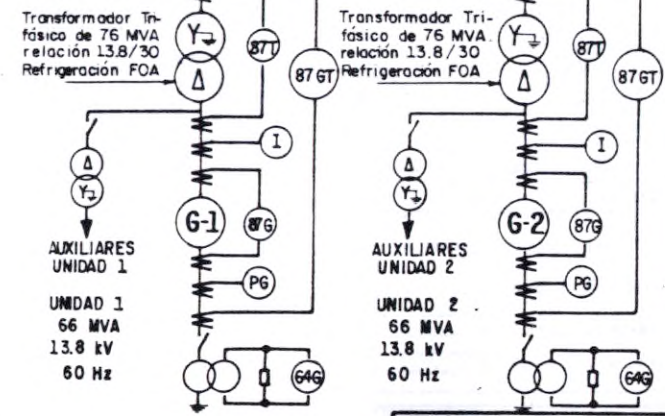 Transformador Tri-
fásico de 76 MVA
relación 13.8/30
Refrigeración FOA
Y
Δ
87T
87GT
I
Δ
Y
G-1
87G
AUXILIARES
UNIDAD 1
PG
UNIDAD 1
66 MVA
13.8 kV
60 Hz
64G
Transformador Tri-
fásico de 76 MVA.
relación 13.8/30
Refrigeración FOA
Y
Δ
87T
87GT
I
Δ
Y
G-2
87G
AUXILIARES
UNIDAD 2
PG
UNIDAD 2
66 MVA
13.8 kV
60 Hz
64G